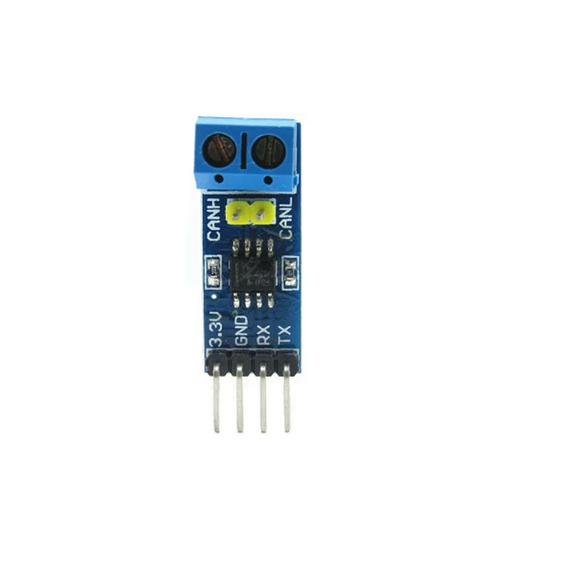 CANH
CANL
3.3V
GND
RX
TX